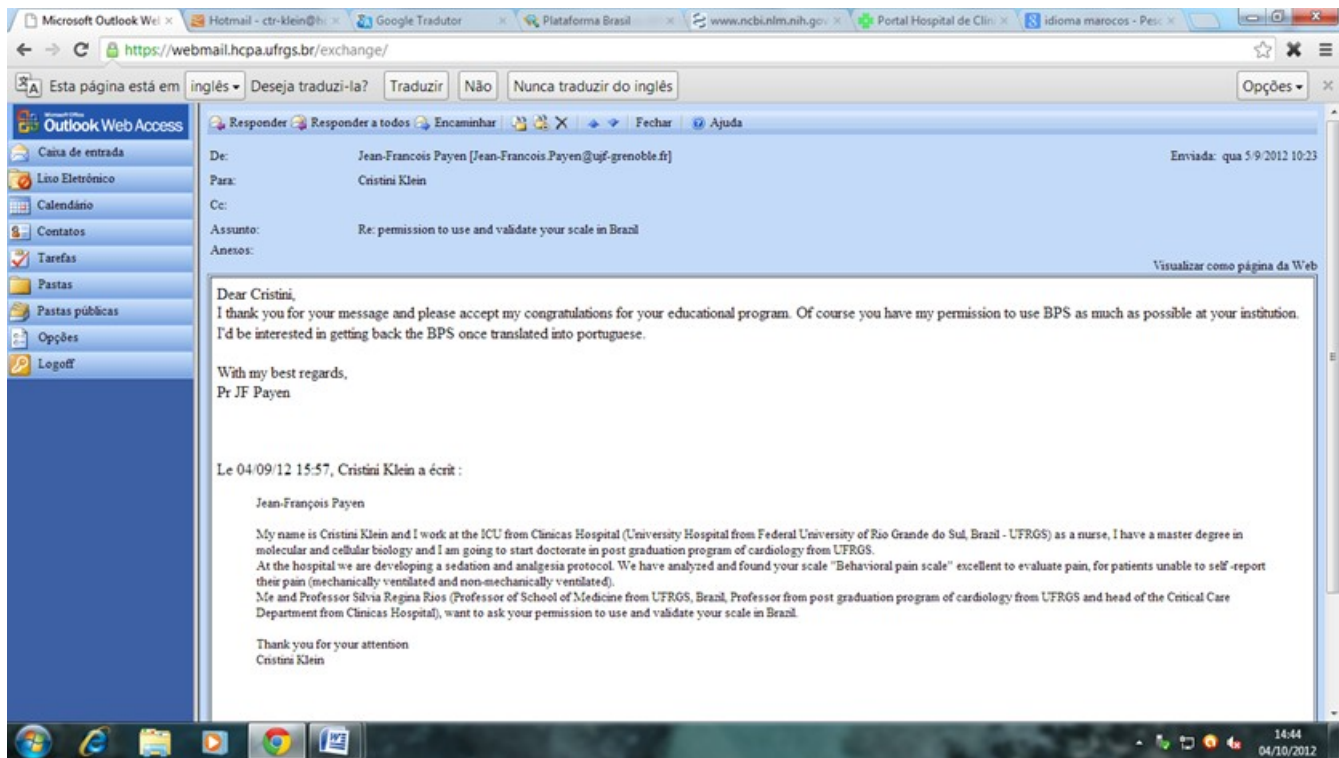 Microsoft Outlook Wel
Hotmail - ctr-klein@h
Google Tradutor
Plataforma Brasil
www.ncbi.nlm.nih.gov
Portal Hospital de Clin
idioma marocos - Pesc
https://webmail.hcpa.ufrgs.br/exchange/
Esta página está em inglês Deseja traduzi-la? Traduzir Não Nunca traduzir do inglês Opções
Microsoft Office
Outlook Web Access
Responder Responder a todos Encaminhar Fechar Ajuda
Caixa de entrada
Lixo Eletrônico
Calendário
Contatos
Tarefas
Pastas
Pastas públicas
Opções
Logoff
De: Jean-Francois Payen [Jean-Francois.Payen@ujf-grenoble.fr] Enviada: qua 5/9/2012 10:23
Para: Cristini Klein
Cc:
Assunto: Re: permission to use and validate your scale in Brazil
Anexos:
Visualizar como página da Web
Dear Cristini,
I thank you for your message and please accept my congratulations for your educational program. Of course you have my permission to use BPS as much as possible at your institution.
I'd be interested in getting back the BPS once translated into portuguese.
With my best regards,
Pr JF Payen
Le 04/09/12 15:57, Cristini Klein a écrit :
Jean-François Payen
My name is Cristini Klein and I work at the ICU from Clinicas Hospital (University Hospital from Federal University of Rio Grande do Sul, Brazil - UFRGS) as a nurse, I have a master degree in
molecular and cellular biology and I am going to start doctorate in post graduation program of cardiology from UFRGS.
At the hospital we are developing a sedation and analgesia protocol. We have analyzed and found your scale "Behavioral pain scale" excellent to evaluate pain, for patients unable to self -report
their pain (mechanically ventilated and non-mechanically ventilated).
Me and Professor Silvia Regina Rios (Professor of School of Medicine from UFRGS, Brazil, Professor from post graduation program of cardiology from UFRGS and head of the Critical Care
Department from Clinicas Hospital), want to ask your permission to use and validate your scale in Brazil.
Thank you for your attention
Cristini Klein
14:44
04/10/2012